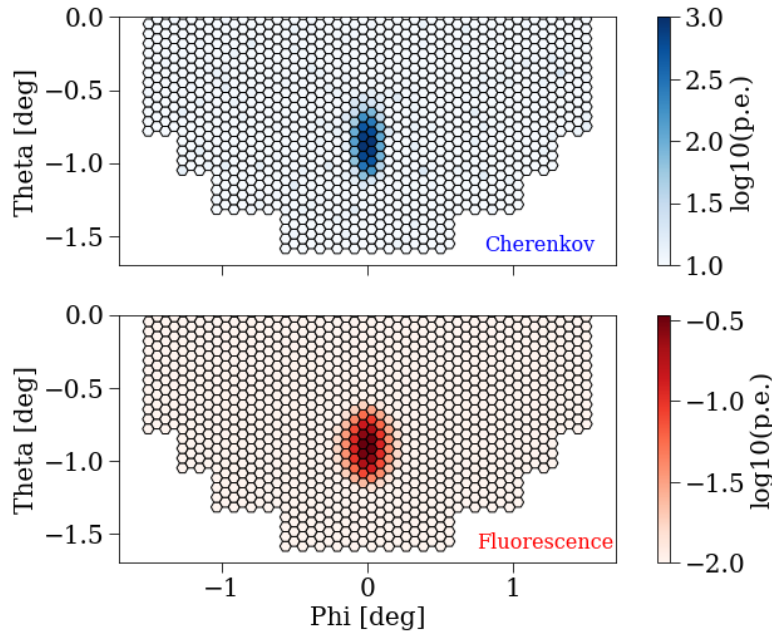 0.0
−0.5
−1.0
−1.5
Theta [deg]
Cherenkov
3.0
2.5
2.0
1.5
1.0
log10(p.e.)
0.0
−0.5
−1.0
−1.5
Theta [deg]
Fluorescence
−1
0
1
Phi [deg]
−0.5
−1.0
−1.5
−2.0
log10(p.e.)